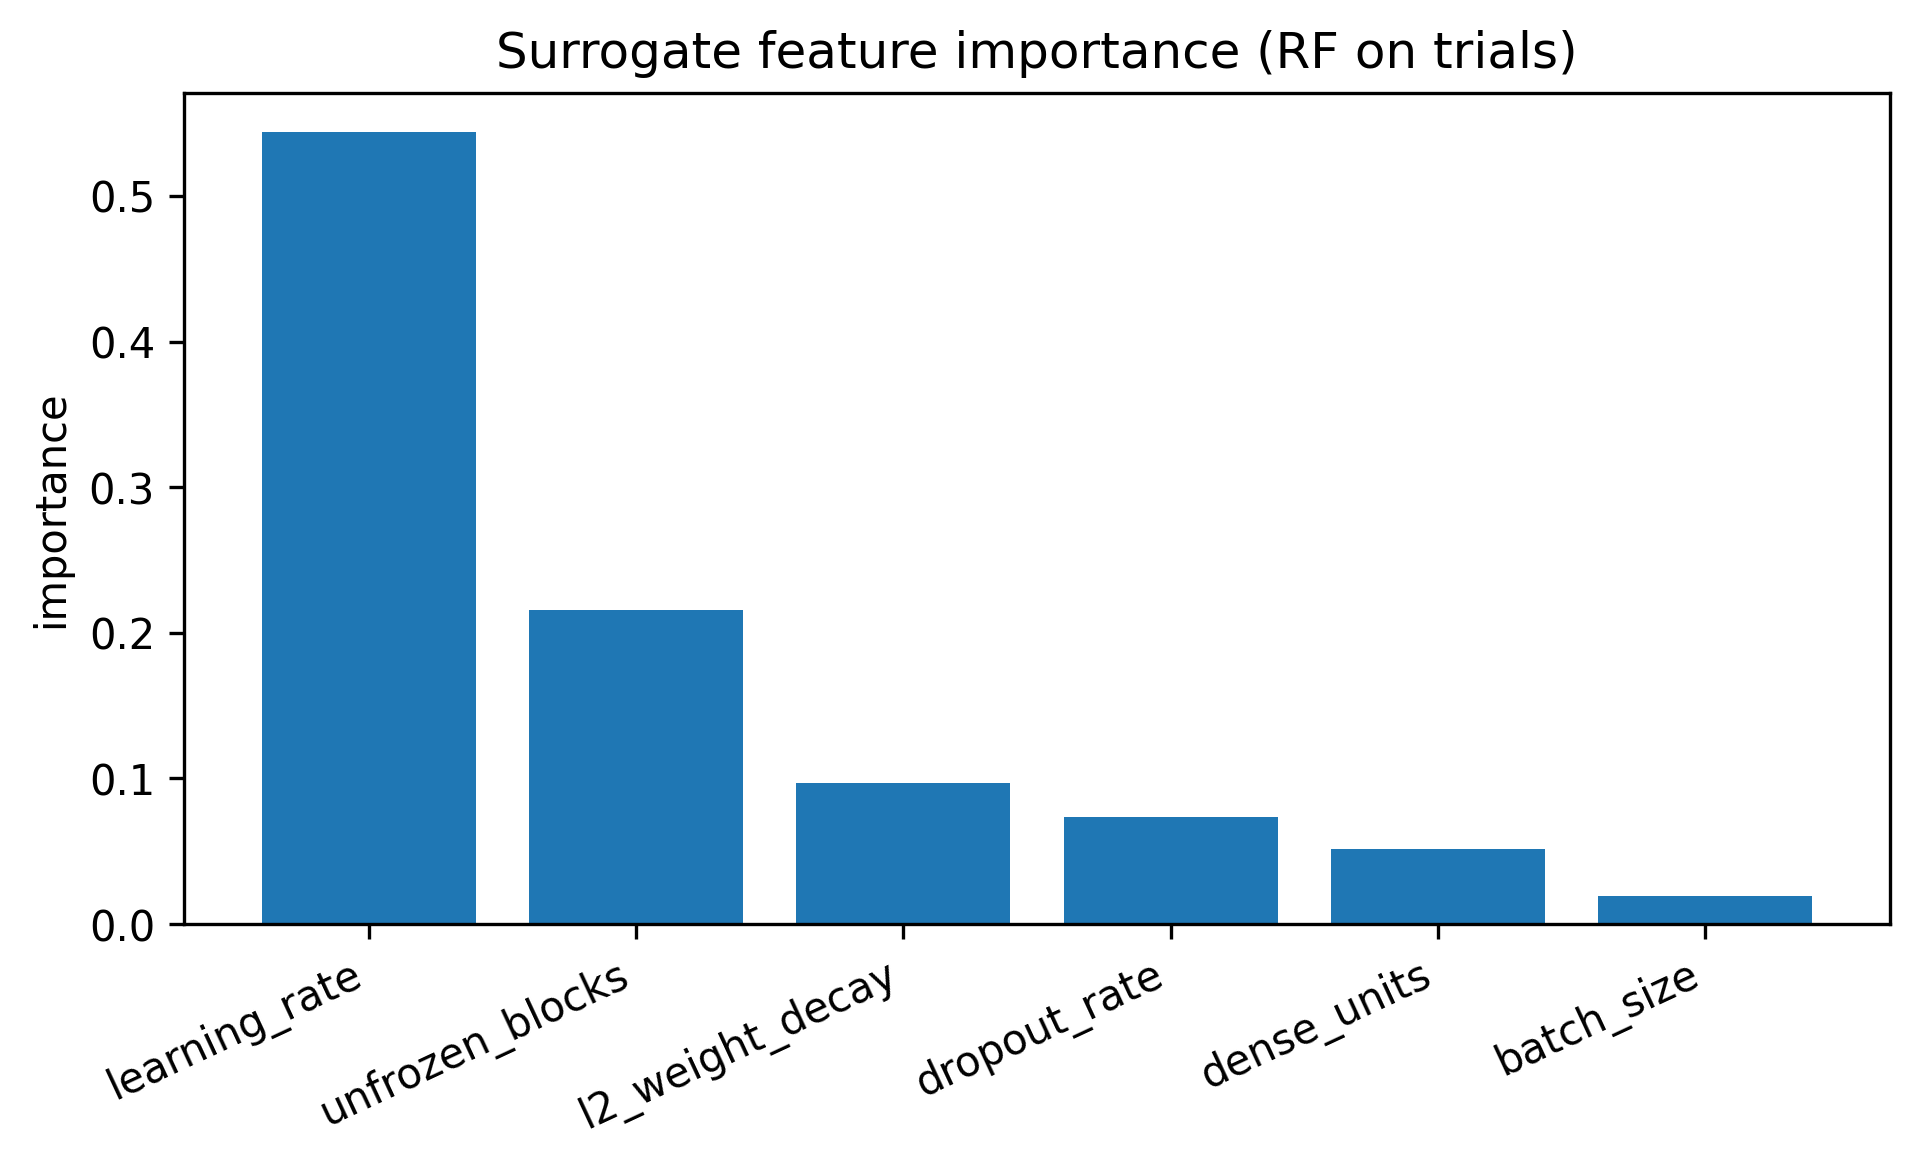 Surrogate feature importance (RF on trials)
importance
0.5
0.4
0.3
0.2
0.1
0.0
learning_rate
unfrozen_blocks
l2_weight_decay
dropout_rate
dense_units
batch_size